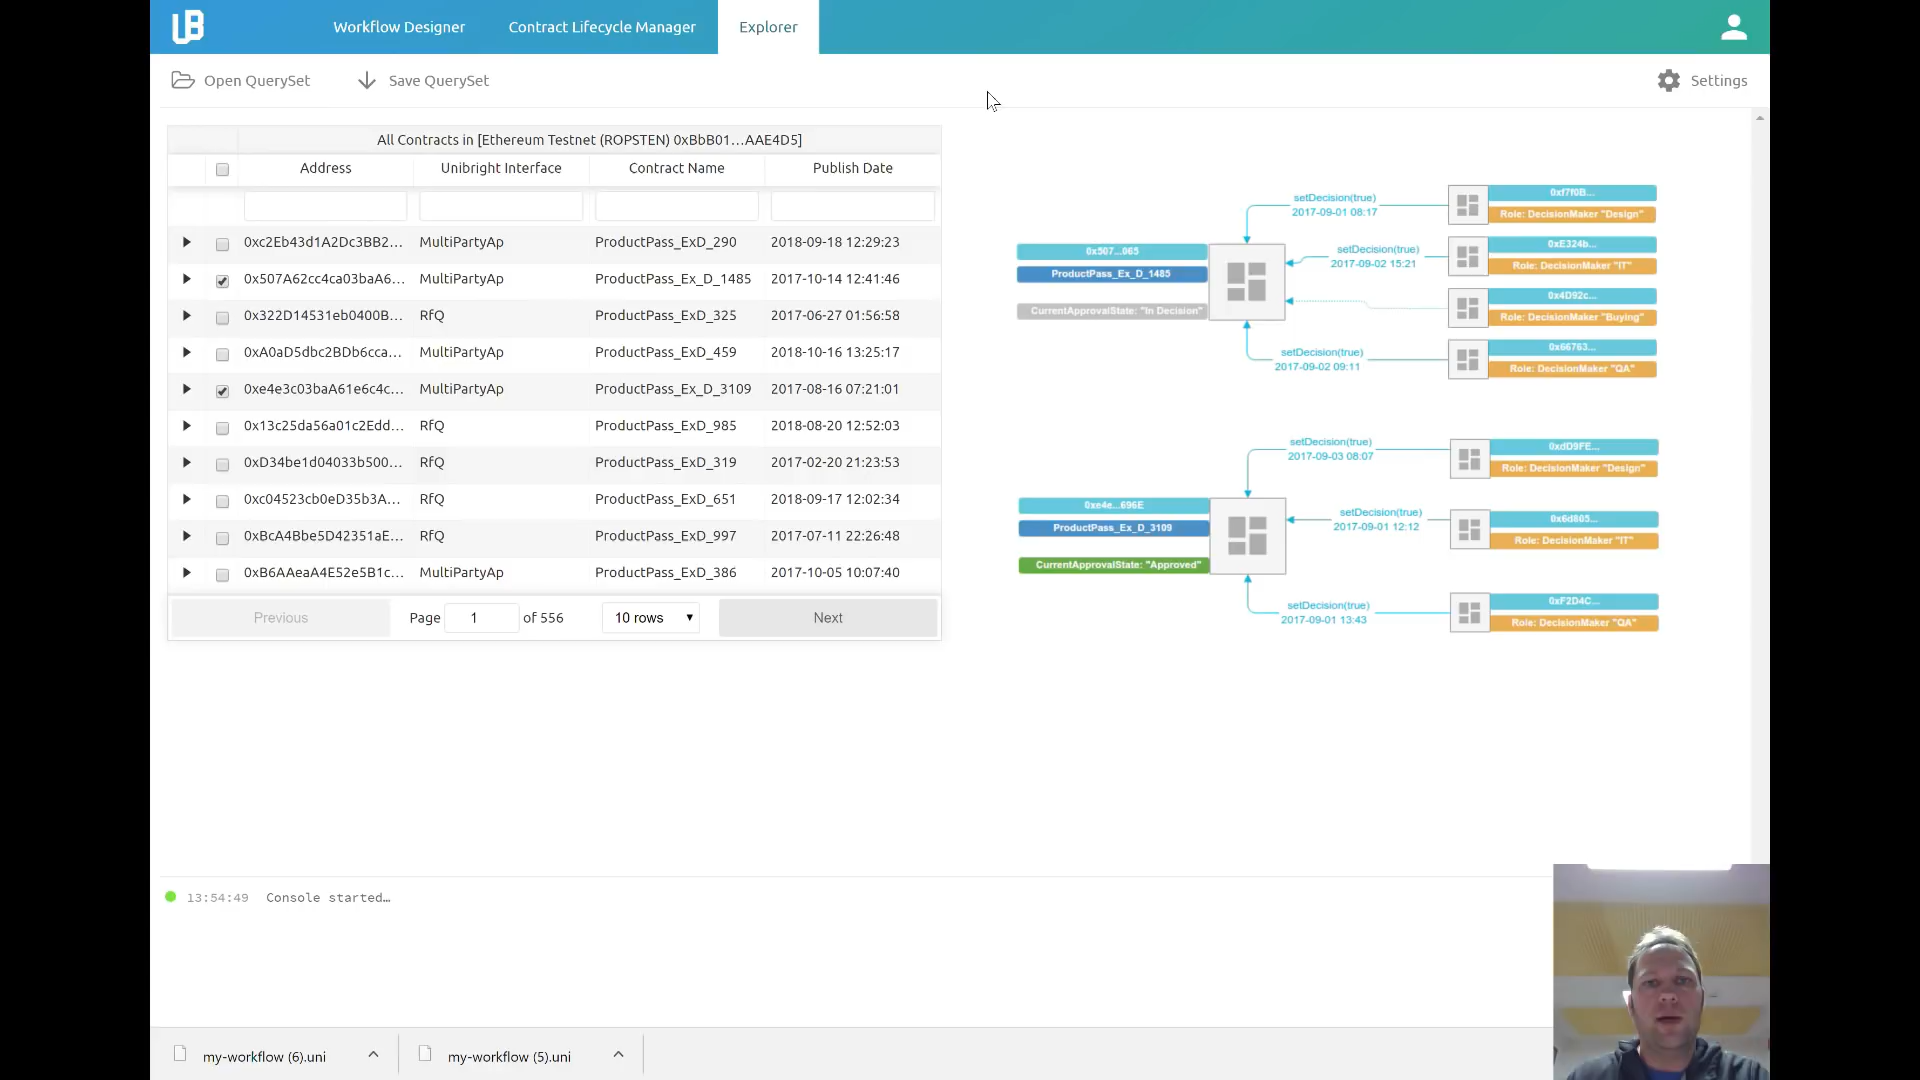 UB
Workflow Designer
Contract Lifecycle Manager
Explorer
Open QuerySet
Save QuerySet
Settings
All Contracts in [Ethereum Testnet (ROPSTEN) 0xBbB01...AAE4D5]
Address Unibright Interface Contract Name Publish Date
0xc2Eb43d1A2Dc3BB2... MultiPartyAp ProductPass_ExD_290 2018-09-18 12:29:23
0x507A62cc4ca03baA6... MultiPartyAp ProductPass_Ex_D_1485 2017-10-14 12:41:46
0x322D14531eb0400B... RfQ ProductPass_ExD_325 2017-06-27 01:56:58
0xA0aD5dbc2BDb6cca... MultiPartyAp ProductPass_ExD_459 2018-10-16 13:25:17
0xe4e3c03baA61e6c4c... MultiPartyAp ProductPass_Ex_D_3109 2017-08-16 07:21:01
0x13c25da56a01c2Edd... RfQ ProductPass_ExD_985 2018-08-20 12:52:03
0xD34be1d04033b500... RfQ ProductPass_ExD_319 2017-02-20 21:23:53
0xc04523cb0eD35b3A... RfQ ProductPass_ExD_651 2018-09-17 12:02:34
0xBcA4Bbe5D42351aE... RfQ ProductPass_ExD_997 2017-07-11 22:26:48
0xB6AAeaA4E52e5B1c... MultiPartyAp ProductPass_ExD_386 2017-10-05 10:07:40
Previous Page 1 of 556 10 rows Next
0x507...065
ProductPass_Ex_D_1485
CurrentApprovalState: "In Decision"
setDecision(true)
2017-09-01 08:17
0xf7f0B...
Role: DecisionMaker "Design"
setDecision(true)
2017-09-02 15:21
0xE324b...
Role: DecisionMaker "IT"
0x4D92c...
Role: DecisionMaker "Buying"
setDecision(true)
2017-09-02 09:11
0x66763...
Role: DecisionMaker "QA"
0xe4e...696E
ProductPass_Ex_D_3109
CurrentApprovalState: "Approved"
setDecision(true)
2017-09-03 08:07
0xdD9FE...
Role: DecisionMaker "Design"
setDecision(true)
2017-09-01 12:12
0x6d805...
Role: DecisionMaker "IT"
setDecision(true)
2017-09-01 13:43
0xF2D4C...
Role: DecisionMaker "QA"
13:54:49 Console started...
my-workflow (6).uni
my-workflow (5).uni